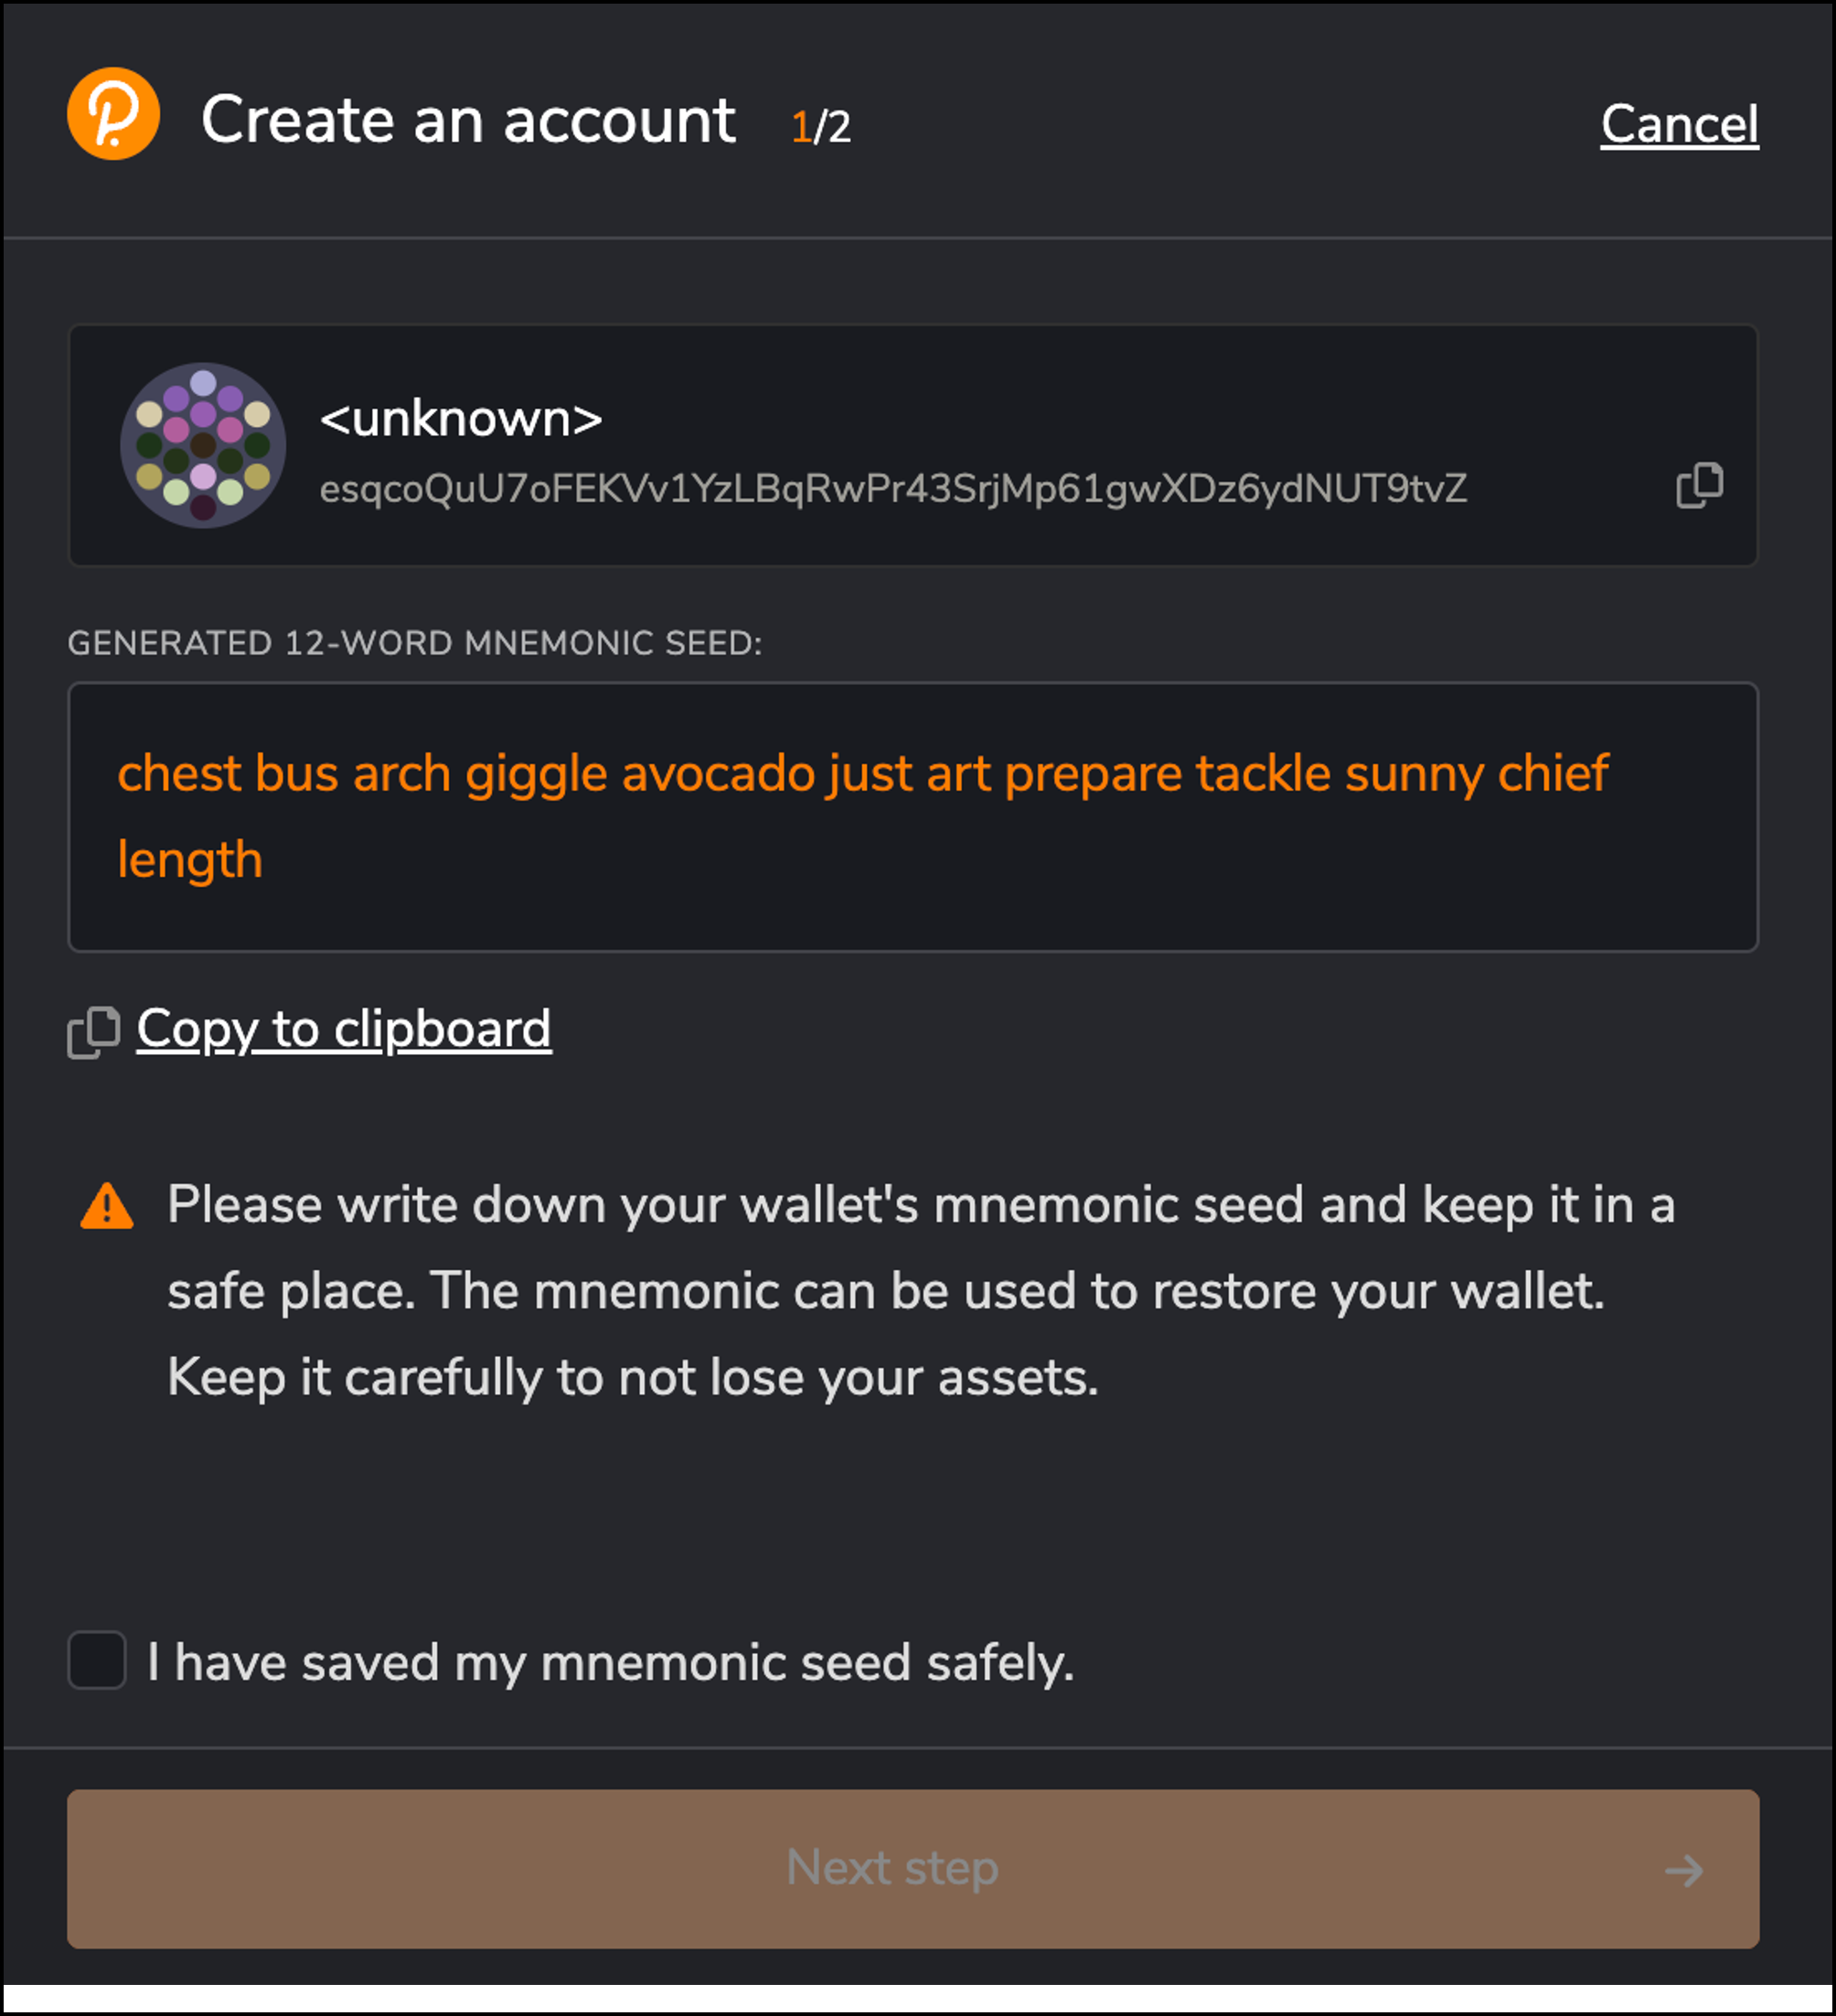 Create an account 1/2 Cancel
<unknown>
esqcoQuU7oFEKVv1YzLBqRwPr43SrjMp61gwXDz6ydNUT9tvZ
GENERATED 12-WORD MNEMONIC SEED:
chest bus arch giggle avocado just art prepare tackle sunny chief
length
Copy to clipboard
Please write down your wallet's mnemonic seed and keep it in a
safe place. The mnemonic can be used to restore your wallet.
Keep it carefully to not lose your assets.
I have saved my mnemonic seed safely.
Next step